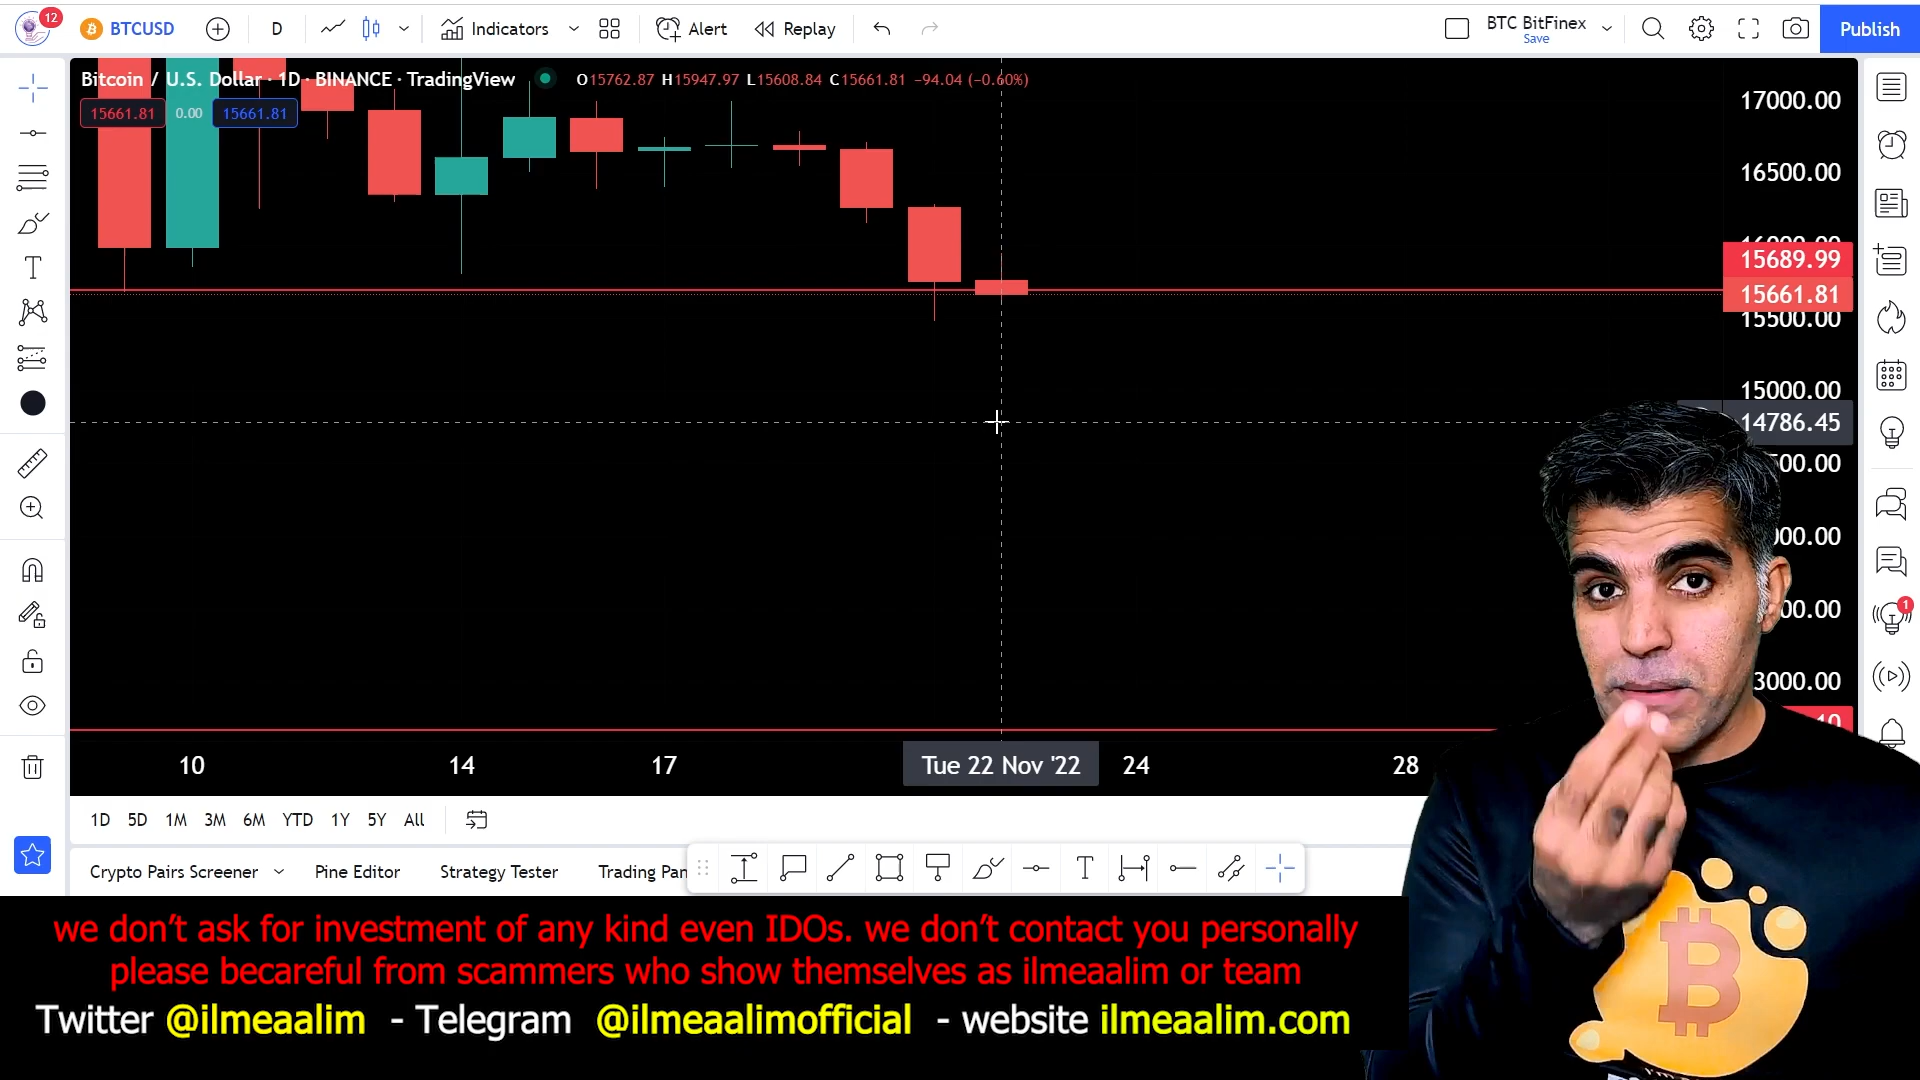 12
BTCUSD
D
Indicators
Alert
Replay
BTC BitFinex
Save
Publish
Bitcoin / U.S. Dollar · 1D · BINANCE · TradingView
O15762.87 H15947.97 L15608.84 C15661.81 −94.04 (−0.60%)
15661.81
0.00
15661.81
17000.00
16500.00
15689.99
15661.81
15500.00
15000.00
14786.45
1
10
14
17
Tue 22 Nov '22
24
28
1D
5D
1M
3M
6M
YTD
1Y
5Y
All
Crypto Pairs Screener
Pine Editor
Strategy Tester
Trading Pan
we don't ask for investment of any kind even IDOs. we don't contact you personally
please becareful from scammers who show themselves as ilmeaalim or team
Twitter @ilmeaalim - Telegram @ilmeaalimofficial - website ilmeaalim.com